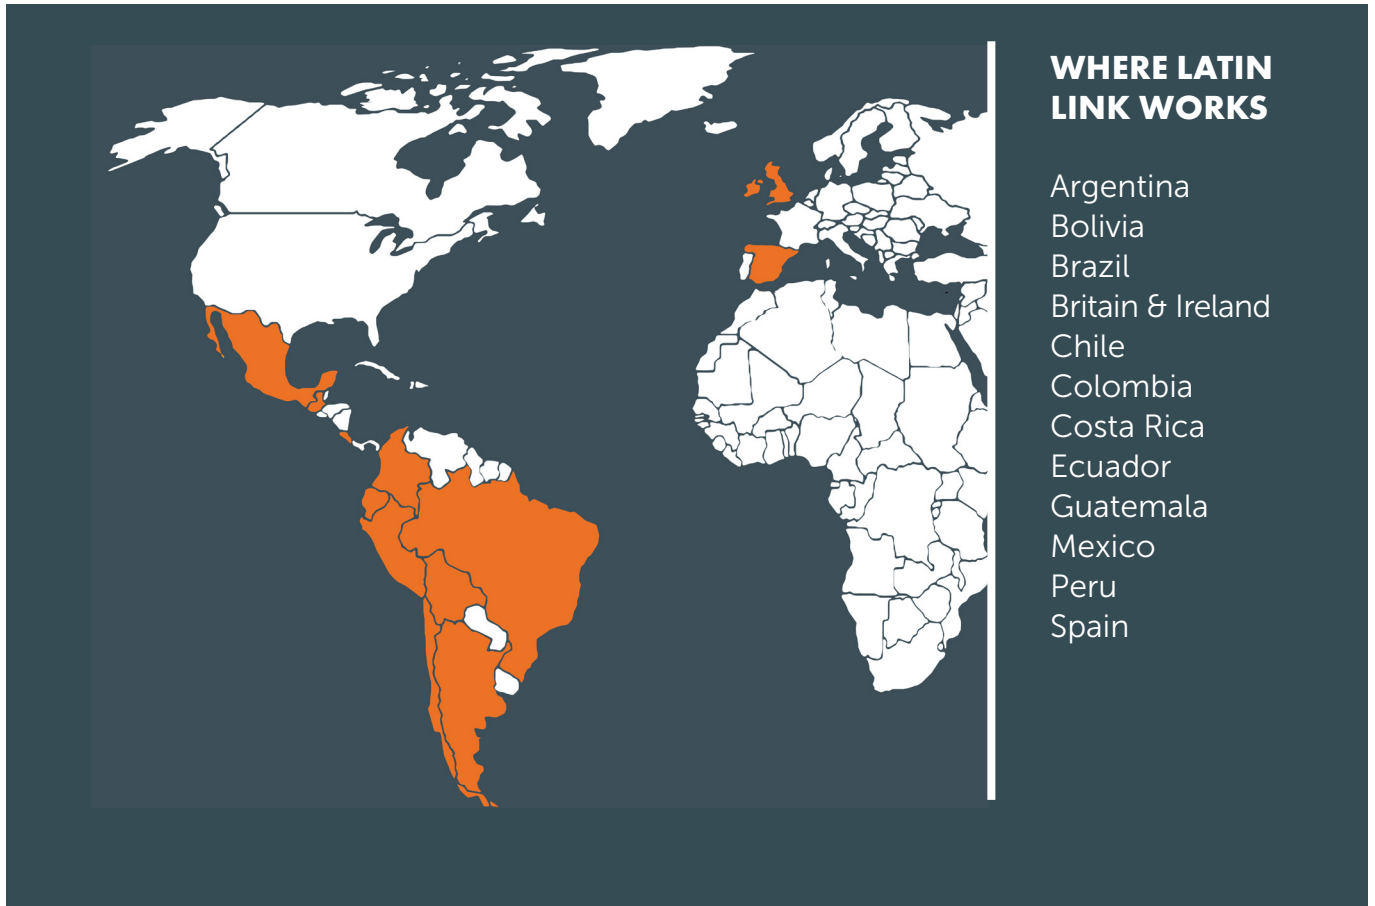 WHERE LATIN
LINK WORKS
Argentina
Bolivia
Brazil
Britain & Ireland
Chile
Colombia
Costa Rica
Ecuador
Guatemala
Mexico
Peru
Spain